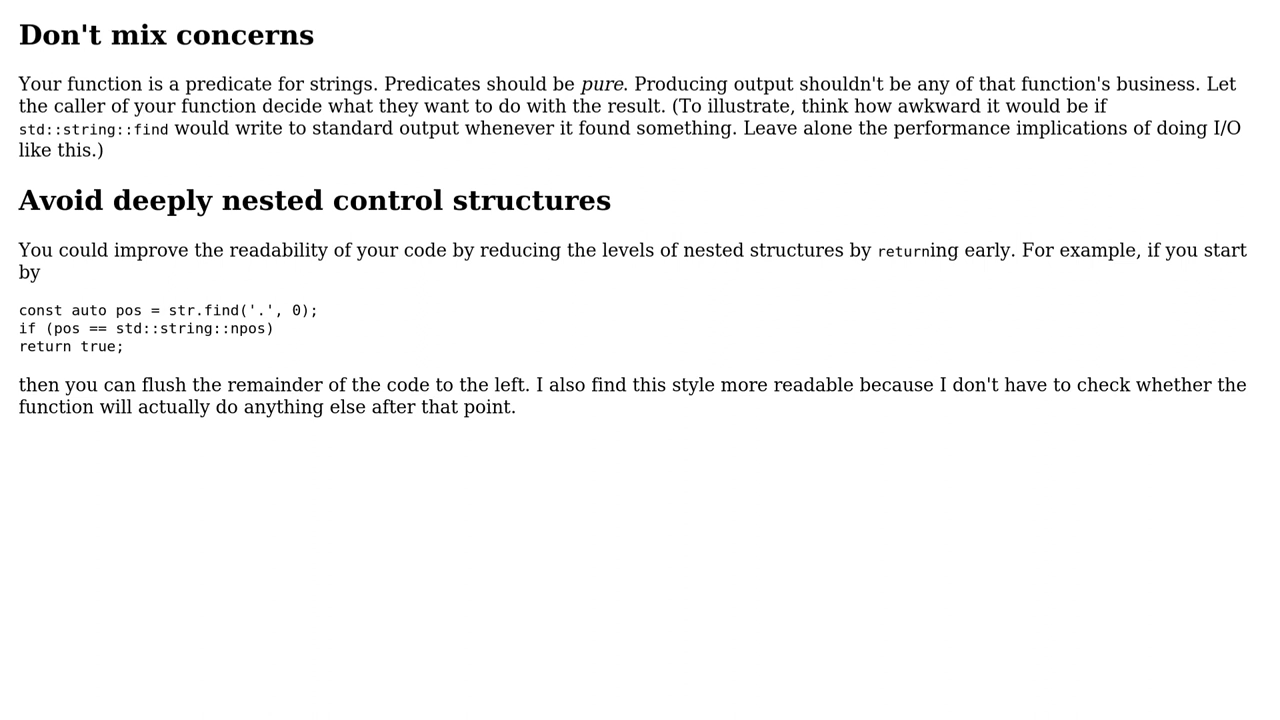 Don't mix concerns
Your function is a predicate for strings. Predicates should be pure. Producing output shouldn't be any of that function's business. Let
the caller of your function decide what they want to do with the result. (To illustrate, think how awkward it would be if
std::string::find would write to standard output whenever it found something. Leave alone the performance implications of doing I/O
like this.)
Avoid deeply nested control structures
You could improve the readability of your code by reducing the levels of nested structures by returning early. For example, if you start
by
const auto pos = str.find('.', 0);
if (pos == std::string::npos)
return true;
then you can flush the remainder of the code to the left. I also find this style more readable because I don't have to check whether the
function will actually do anything else after that point.